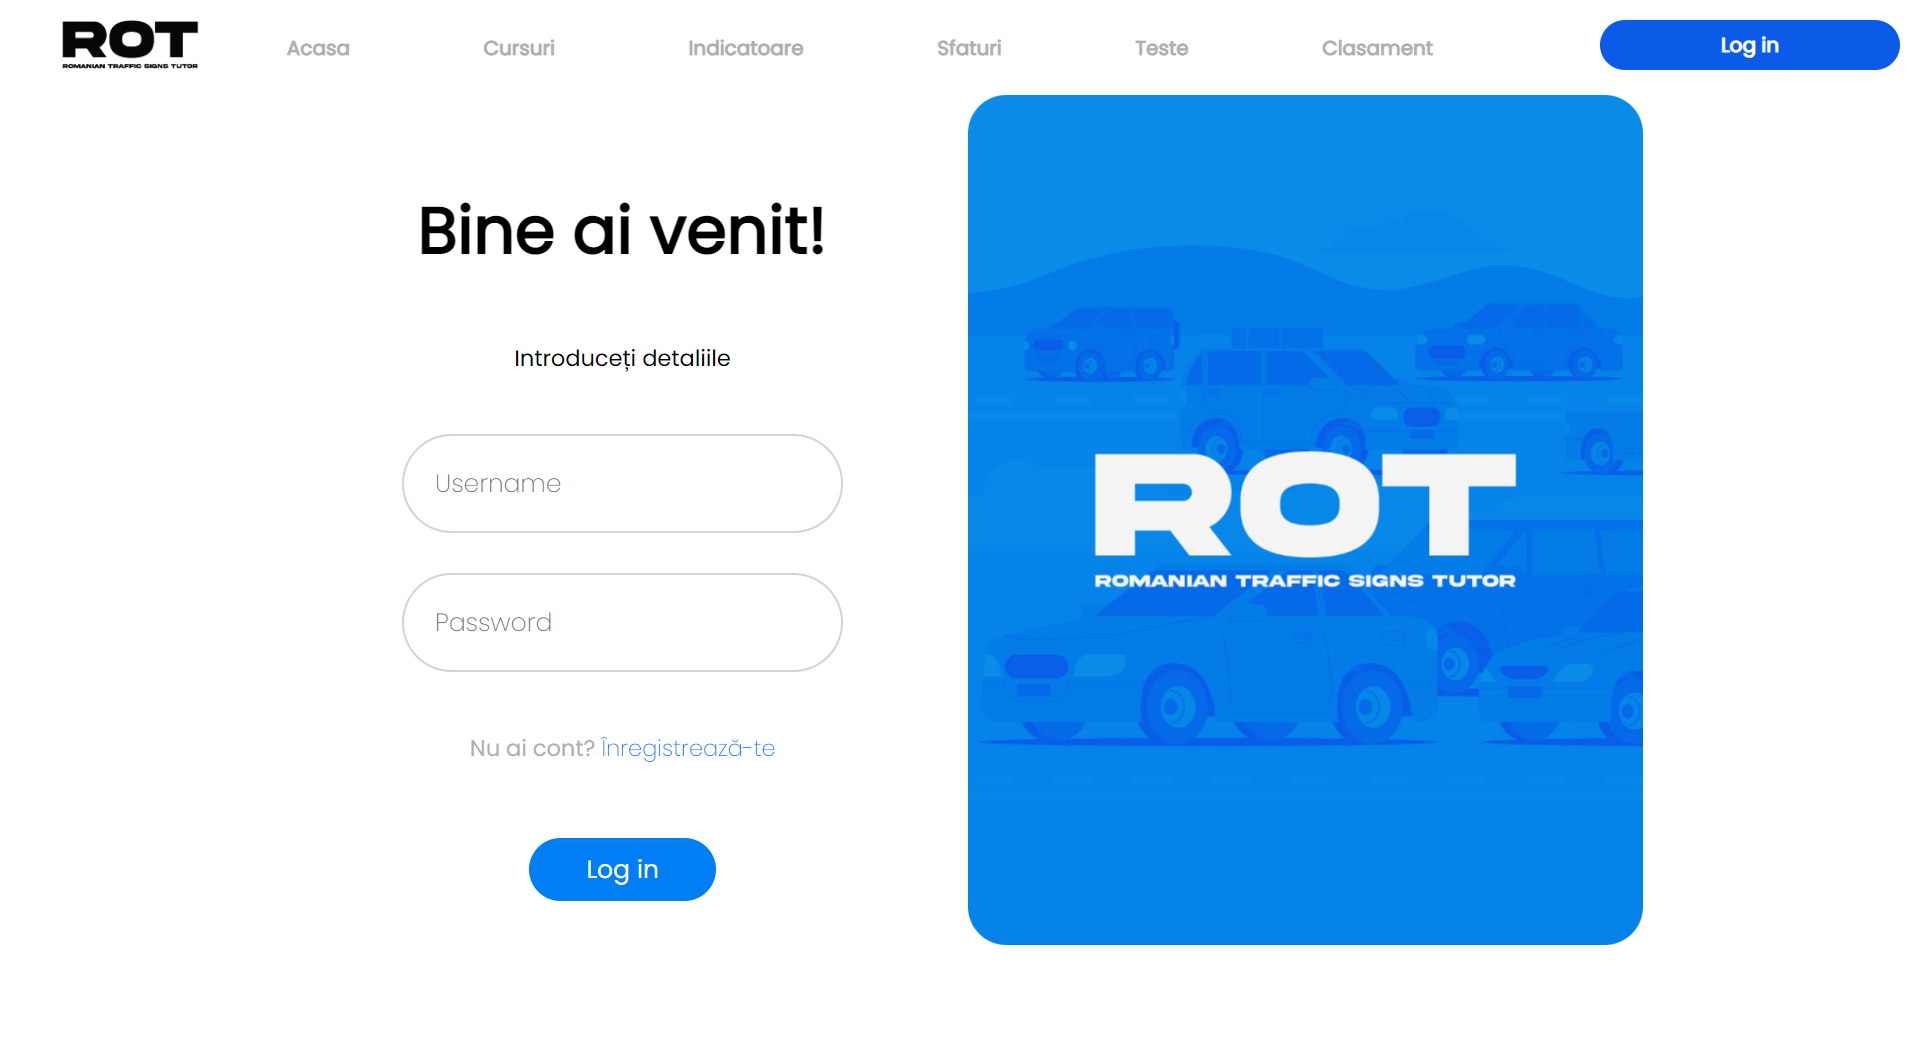 ROT
ROMANIAN TRAFFIC SIGNS TUTOR
Acasa
Cursuri
Indicatoare
Sfaturi
Teste
Clasament
Log in
Bine ai venit!
Introduceți detaliile
Username
Password
Nu ai cont? Înregistrează-te
Log in
ROT
ROMANIAN TRAFFIC SIGNS TUTOR